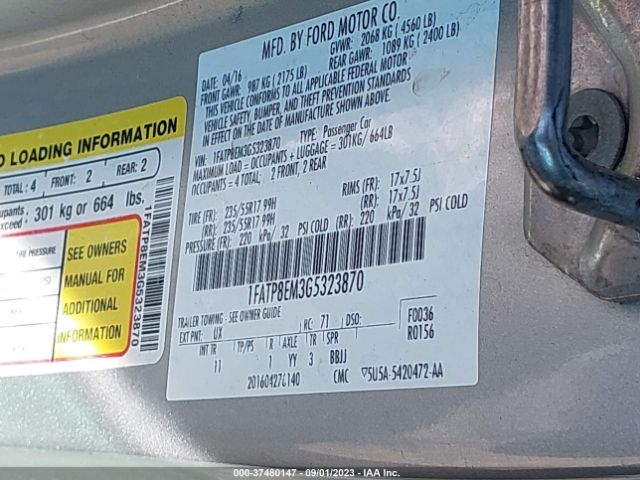 MFD. BY FORD MOTOR CO.
DATE: 04/16 GVWR: 2068 KG ( 4560 LB)
FRONT GAWR: 987 KG ( 2175 LB) REAR GAWR: 1089 KG ( 2400 LB)
THIS VEHICLE CONFORMS TO ALL APPLICABLE FEDERAL MOTOR
VEHICLE SAFETY, BUMPER, AND THEFT PREVENTION STANDARDS
IN EFFECT ON THE DATE OF MANUFACTURE SHOWN ABOVE.
VIN: 1FATP8EM3G5323870 TYPE: Passenger Car
MAXIMUM LOAD = OCCUPANTS + LUGGAGE = 301KG/ 664LB
OCCUPANTS = 4 TOTAL; 2 FRONT, 2 REAR
TIRE (FR): 235/55R17 99H RIMS (FR): 17x7.5J
(RR): 235/55R17 99H (RR): 17x7.5J
PRESSURE (FR): 220 kPa/ 32 PSI COLD (RR): 220 kPa/ 32 PSI COLD
1FATP8EM3G5323870
TRAILER TOWING - SEE OWNER GUIDE
EXT PNT: UX RC: 71 DSO: F0036
R0156
INT TR TP/PS R AXLE TR SPR
11 1 YY 3 BBJJ
20160427
CMC
5U5A-5420472-AA
LOADING INFORMATION
TOTAL : 4 FRONT: 2 REAR: 2
301 kg or 664 lbs.
PRESSURE
SEE OWNERS
MANUAL FOR
ADDITIONAL
INFORMATION
1FATP8EM3G5323870
000-37480147 - 09/01/2023 - IAA Inc.